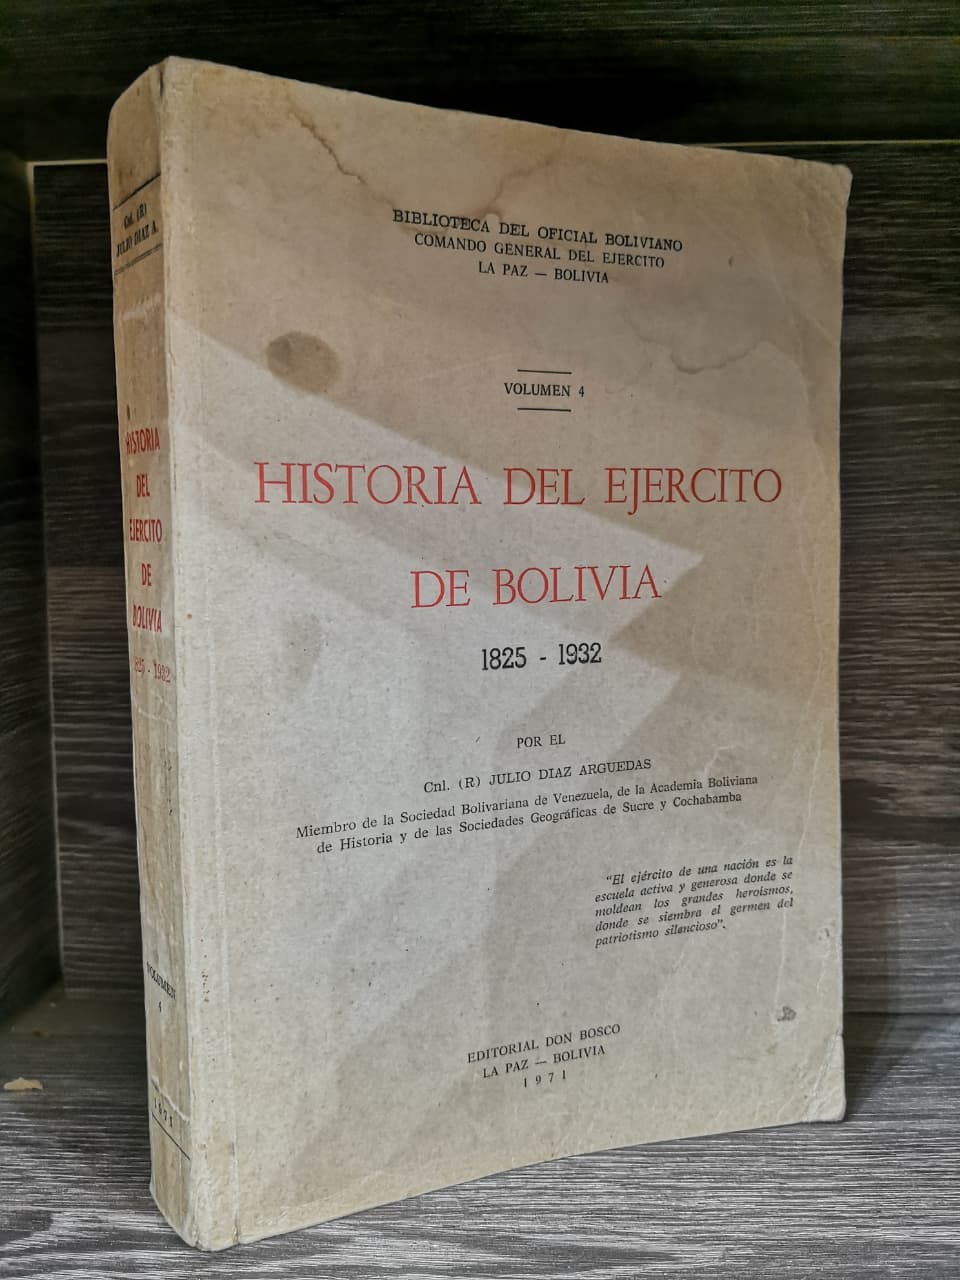 BIBLIOTECA DEL OFICIAL BOLIVIANO
COMANDO GENERAL DEL EJERCITO
LA PAZ — BOLIVIA
VOLUMEN 4
HISTORIA DEL EJERCITO
DE BOLIVIA
1825 - 1932
POR EL
Cnl. (R) JULIO DIAZ ARGUEDAS
Miembro de la Sociedad Bolivariana de Venezuela, de la Academia Boliviana
de Historia y de las Sociedades Geográficas de Sucre y Cochabamba
"El ejército de una nación es la
escuela activa y generosa donde se
moldean los grandes heroísmos,
donde se siembra el germen del
patriotismo silencioso".
EDITORIAL DON BOSCO
LA PAZ — BOLIVIA
1971
Cnl. (R)
JULIO DIAZ A.
HISTORIA
DEL
EJERCITO
DE
BOLIVIA
1825 - 1932
VOLUMEN
4
1971